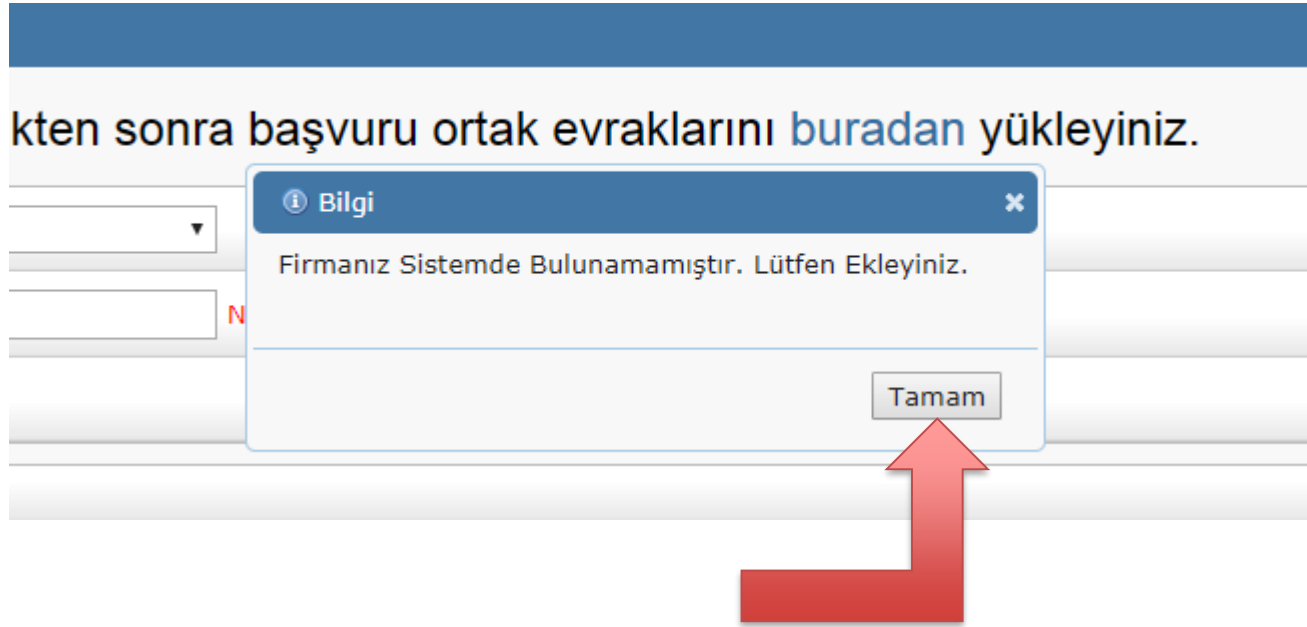 kten sonra başvuru ortak evraklarını buradan yükleyiniz.
Bilgi
Firmanız Sistemde Bulunamamıştır. Lütfen Ekleyiniz.
N
Tamam